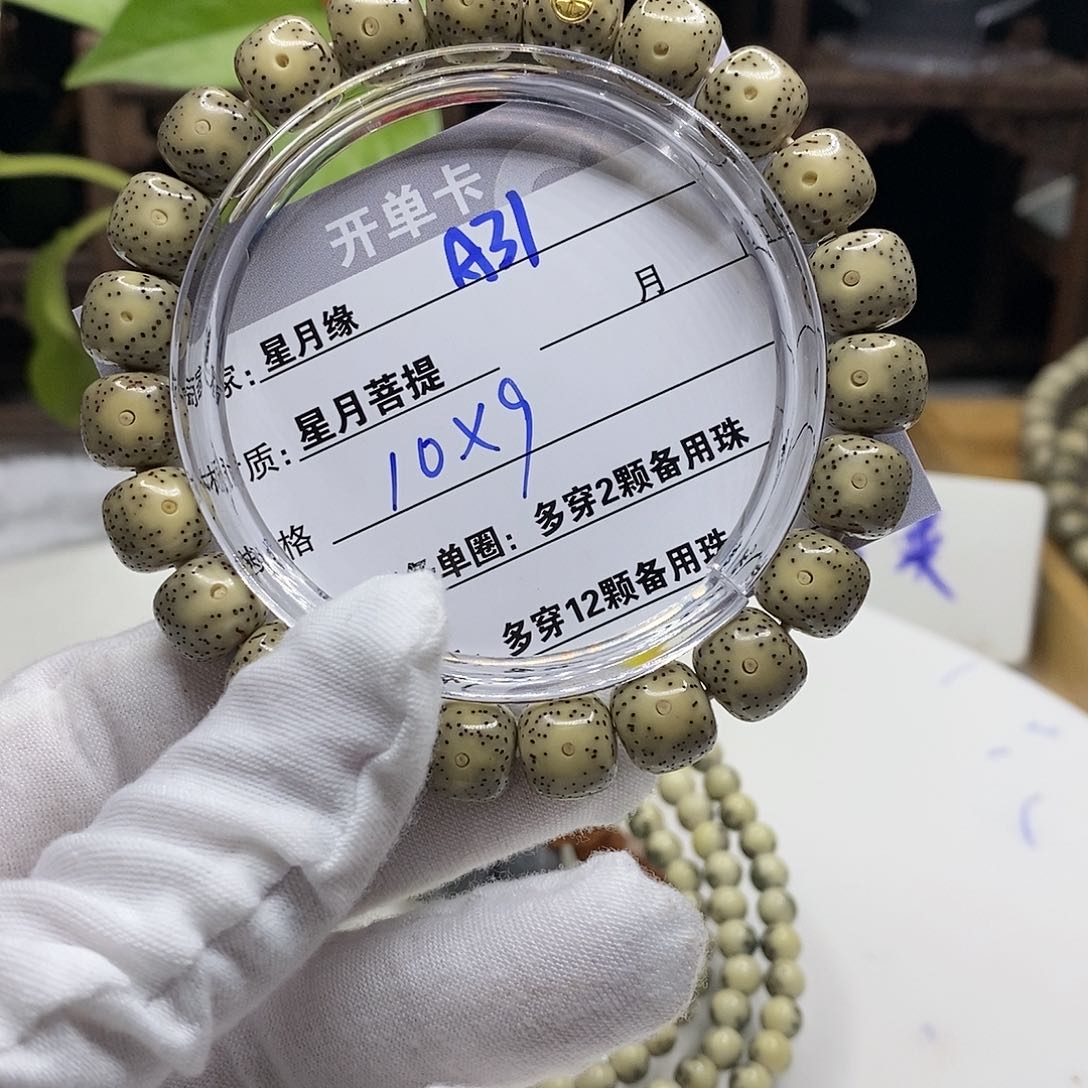 开单卡
A31
家：星月缘
月
质：星月菩提
格 10X9
单圈：多穿2颗备用珠
多穿12颗备用珠